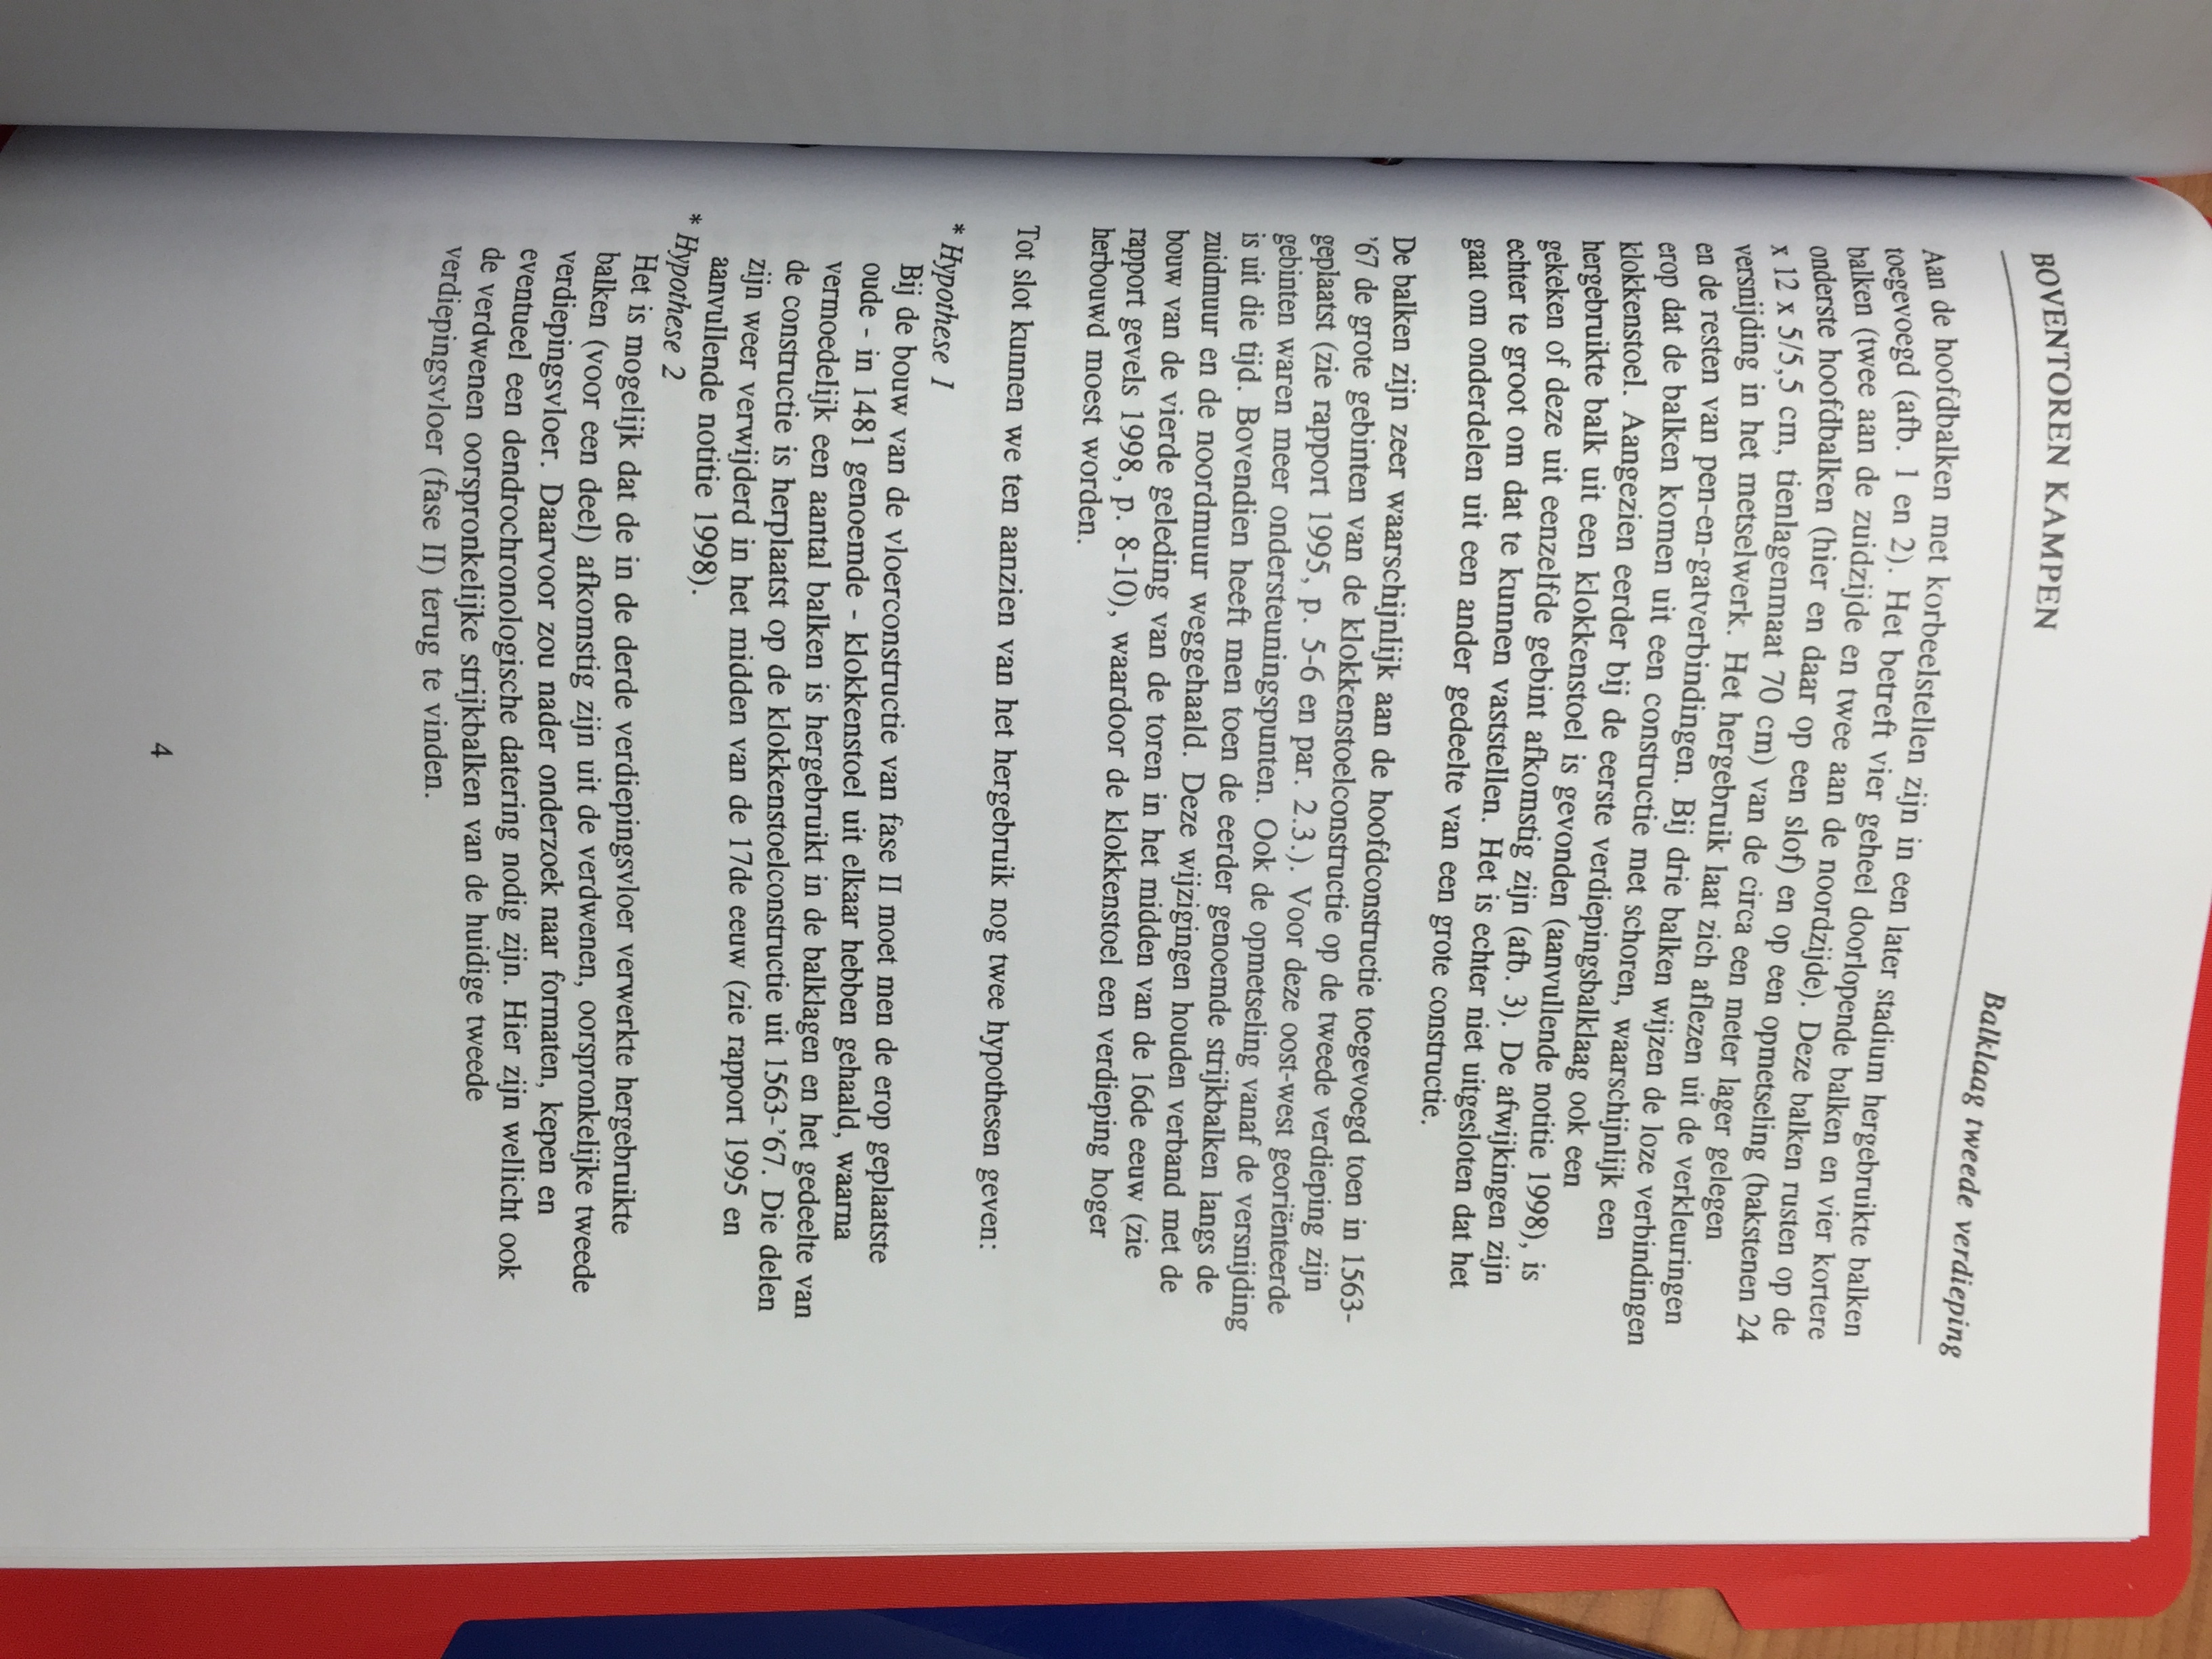 BOVENTOREN KAMPEN
Balklaag tweede verdieping
Aan de hoofdbalken met korbeelstellen zijn in een later stadium hergebruikte balken
toegevoegd (afb. 1 en 2). Het betreft vier geheel doorlopende balken
balken (twee aan de zuidzijde en twee aan de noordzijde). Deze balken en vier kortere
onderste hoofdbalken (hier en daar op een slof) en op een opmetseling (bakstenen 24
x 12 x 5/5,5 cm, tienlagenmaat 70 cm) van de circa een meter lager gelegen
versnijding in het metselwerk. Het hergebruik laat zich aflezen uit de verkleuringen
en de resten van pen-en-gatverbindingen. Bij drie balken wijzen de loze verbindingen
erop dat de balken komen uit een constructie met schoren, waarschijnlijk een
klokkenstoel. Aangezien eerder bij de eerste verdiepingsbalklaag ook een
hergebruikte balk uit een klokkenstoel is gevonden (aanvullende notitie 1998), is
gekeken of deze uit eenzelfde gebint afkomstig zijn (afb. 3). De afwijkingen zijn
echter te groot om dat te kunnen vaststellen. Het is echter niet uitgesloten dat het
gaat om onderdelen uit een ander gedeelte van een grote constructie.
De balken zijn zeer waarschijnlijk aan de hoofdconstructie toegevoegd toen in 1563-
'67 de grote gebinten van de klokkenstoelconstructie op de tweede verdieping zijn
geplaatst (zie rapport 1995, p. 5-6 en par. 2.3.). Voor deze oost-west georiënteerde
gebinten waren meer ondersteuningspunten. Ook de opmetseling vanaf de versnijding
is uit die tijd. Bovendien heeft men toen de eerder genoemde strijkbalken langs de
zuidmuur en de noordmuur weggehaald. Deze wijzigingen houden verband met de
bouw van de vierde geleding van de toren in het midden van de 16de eeuw (zie
rapport gevels 1998, p. 8-10), waardoor de klokkenstoel een verdieping hoger
herbouwd moest worden.
Tot slot kunnen we ten aanzien van het hergebruik nog twee hypothesen geven:
* Hypothese 1
Bij de bouw van de vloerconstructie van fase II moet men de erop geplaatste
oude - in 1481 genoemde - klokkenstoel uit elkaar hebben gehaald, waarna
vermoedelijk een aantal balken is hergebruikt in de balklagen en het gedeelte van
de constructie is herplaatst op de klokkenstoelconstructie uit 1563-'67. Die delen
zijn weer verwijderd in het midden van de 17de eeuw (zie rapport 1995 en
aanvullende notitie 1998).
* Hypothese 2
Het is mogelijk dat de in de derde verdiepingsvloer verwerkte hergebruikte
balken (voor een deel) afkomstig zijn uit de verdwenen, oorspronkelijke tweede
verdiepingsvloer. Daarvoor zou nader onderzoek naar formaten, kepen en
eventueel een dendrochronologische datering nodig zijn. Hier zijn wellicht ook
de verdwenen oorspronkelijke strijkbalken van de huidige tweede
verdiepingsvloer (fase II) terug te vinden.
4